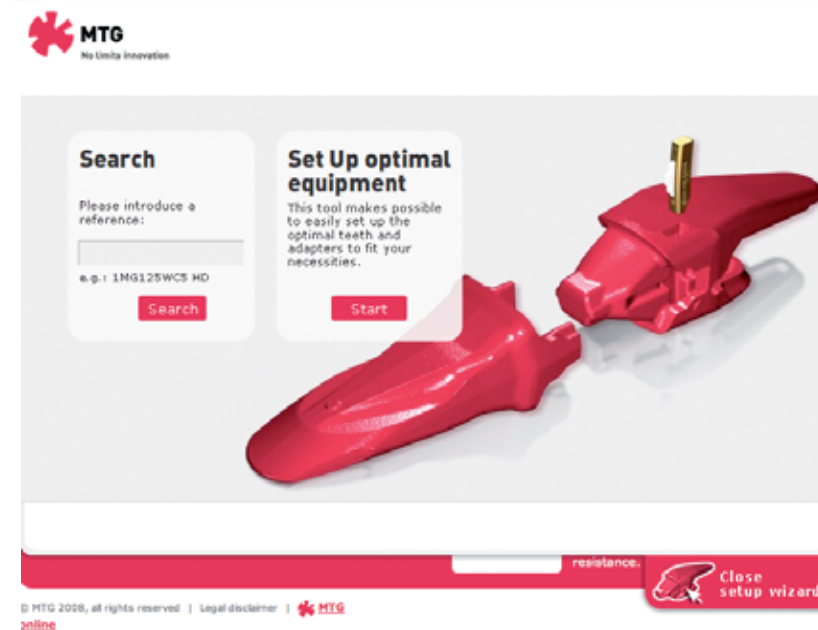 MTG
No limits innovation
Search
Please introduce a
reference:
e.g.: 1MG125WC5 HD
Search
Set Up optimal
equipment
This tool makes possible
to easily set up the
optimal teeth and
adapters to fit your
necessities.
Start
resistance.
Close
setup wizard
© MTG 2008, all rights reserved | Legal disclaimer | MTG
online